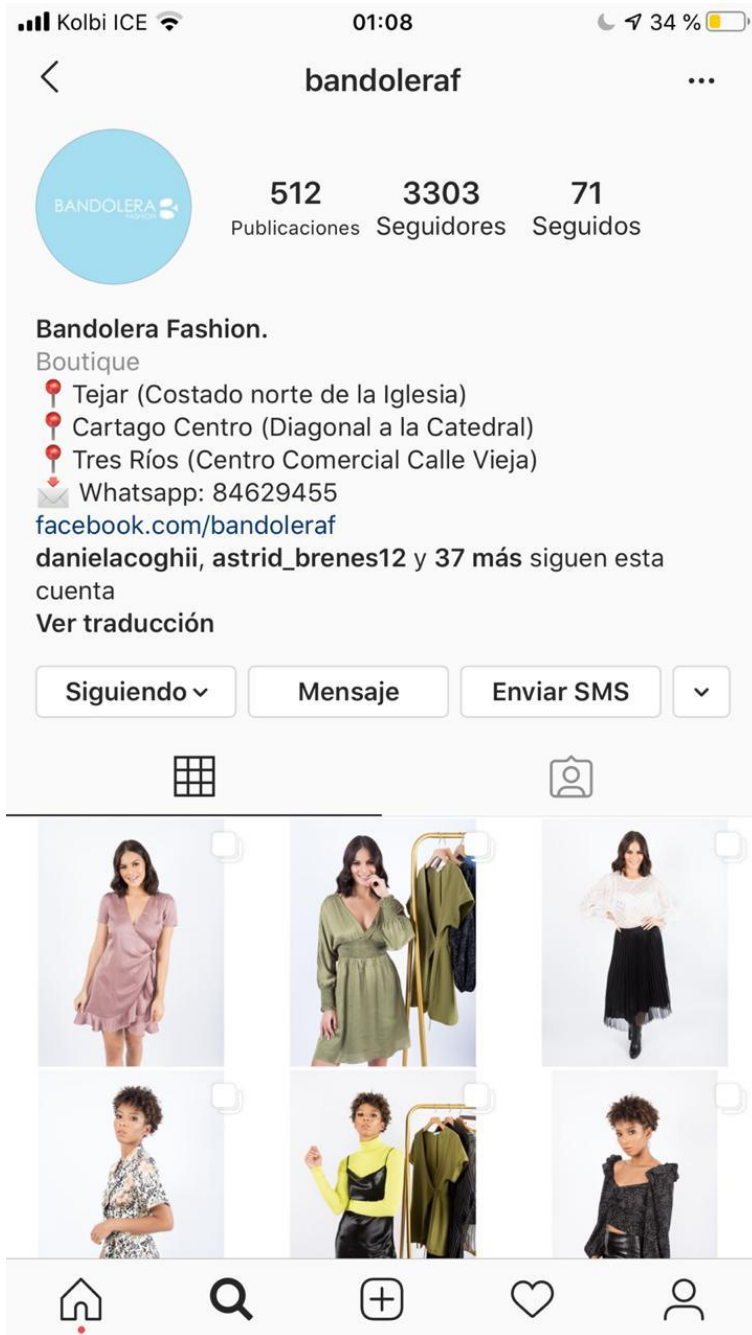 Kolbi ICE 01:08 34 %
bandoleraf
BANDOLERA
FASHION
512 3303 71
Publicaciones Seguidores Seguidos
Bandolera Fashion.
Boutique
Tejar (Costado norte de la Iglesia)
Cartago Centro (Diagonal a la Catedral)
Tres Ríos (Centro Comercial Calle Vieja)
Whatsapp: 84629455
facebook.com/bandoleraf
danielacoghii, astrid_brenes12 y 37 más siguen esta
cuenta
Ver traducción
Siguiendo Mensaje Enviar SMS